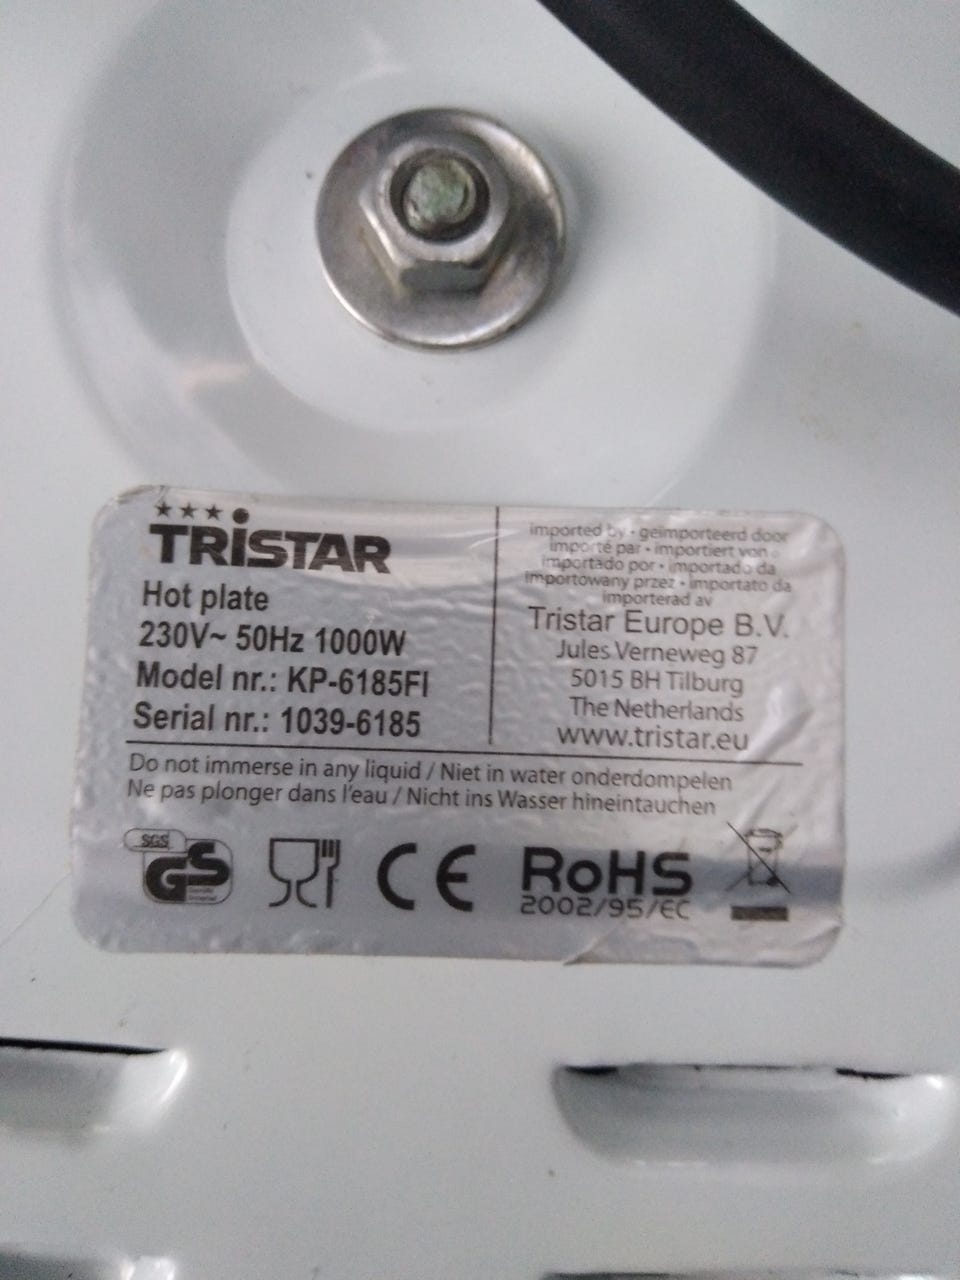 TRiSTAR
Hot plate
230V~ 50Hz 1000W
Model nr.: KP-6185FI
Serial nr.: 1039-6185
imported by • geïmporteerd door
importé par • importiert von
importado por • importado da
importowany przez • importato da
importerad av
Tristar Europe B.V.
Jules Verneweg 87
5015 BH Tilburg
The Netherlands
www.tristar.eu
Do not immerse in any liquid / Niet in water onderdompelen
Ne pas plonger dans l'eau / Nicht ins Wasser hineintauchen
SGS
GS
CE
RoHS
2002/95/EC